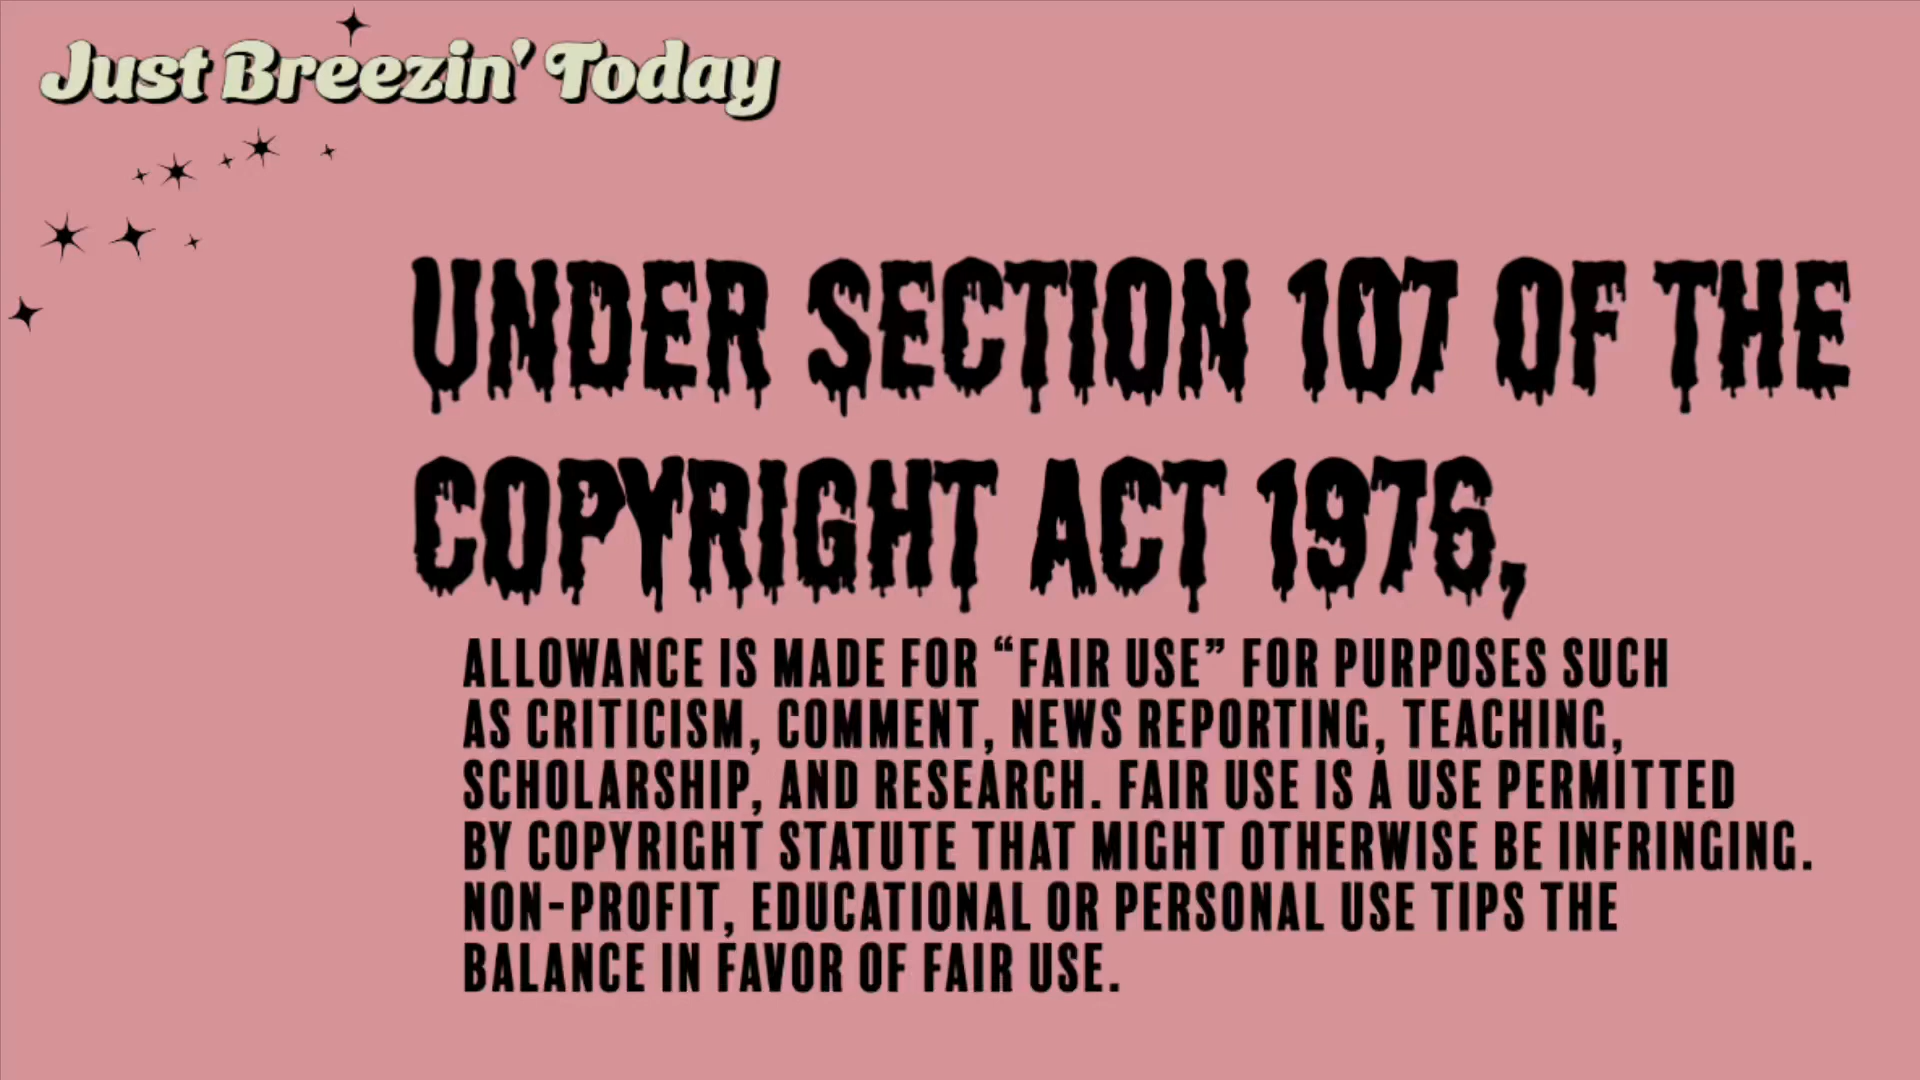 Just Breezin' Today
UNDER SECTION 107 OF THE
COPYRIGHT ACT 1976,
ALLOWANCE IS MADE FOR “FAIR USE” FOR PURPOSES SUCH
AS CRITICISM, COMMENT, NEWS REPORTING, TEACHING,
SCHOLARSHIP, AND RESEARCH. FAIR USE IS A USE PERMITTED
BY COPYRIGHT STATUTE THAT MIGHT OTHERWISE BE INFRINGING.
NON-PROFIT, EDUCATIONAL OR PERSONAL USE TIPS THE
BALANCE IN FAVOR OF FAIR USE.